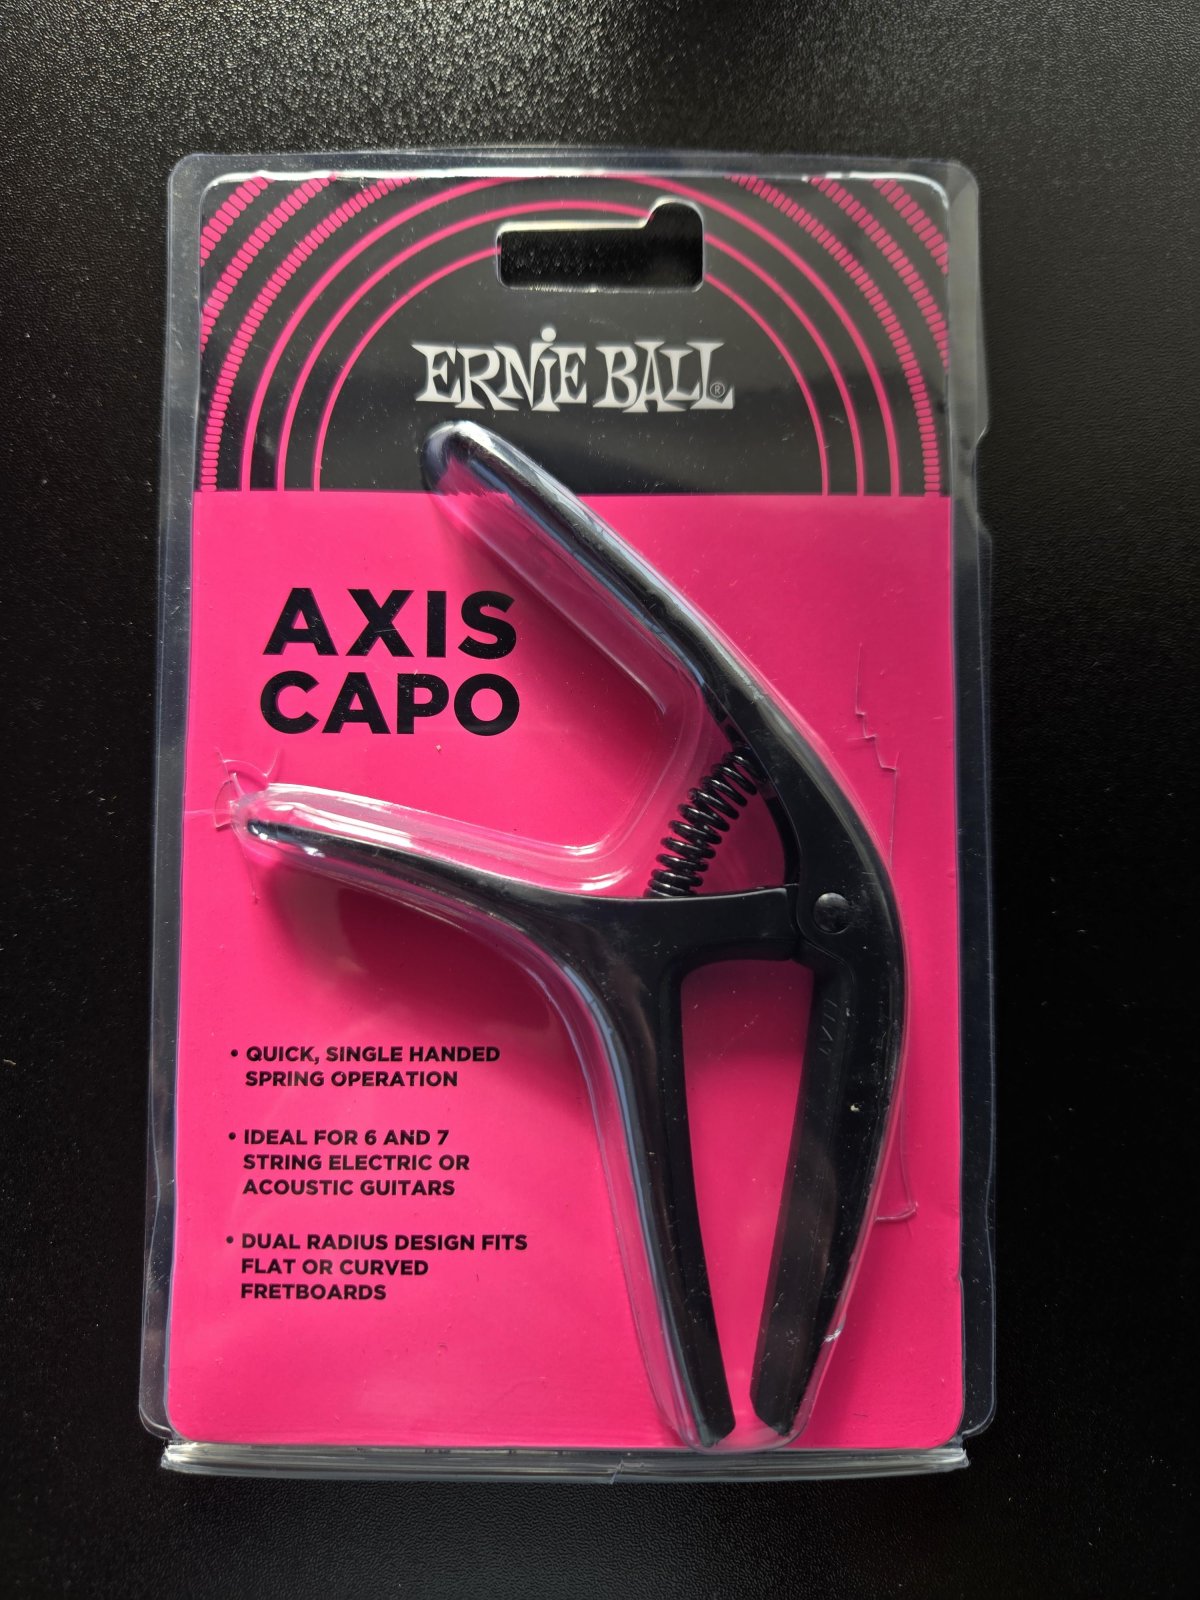 ERNIE BALL®
AXIS
CAPO
• QUICK, SINGLE HANDED
SPRING OPERATION
• IDEAL FOR 6 AND 7
STRING ELECTRIC OR
ACOUSTIC GUITARS
• DUAL RADIUS DESIGN FITS
FLAT OR CURVED
FRETBOARDS